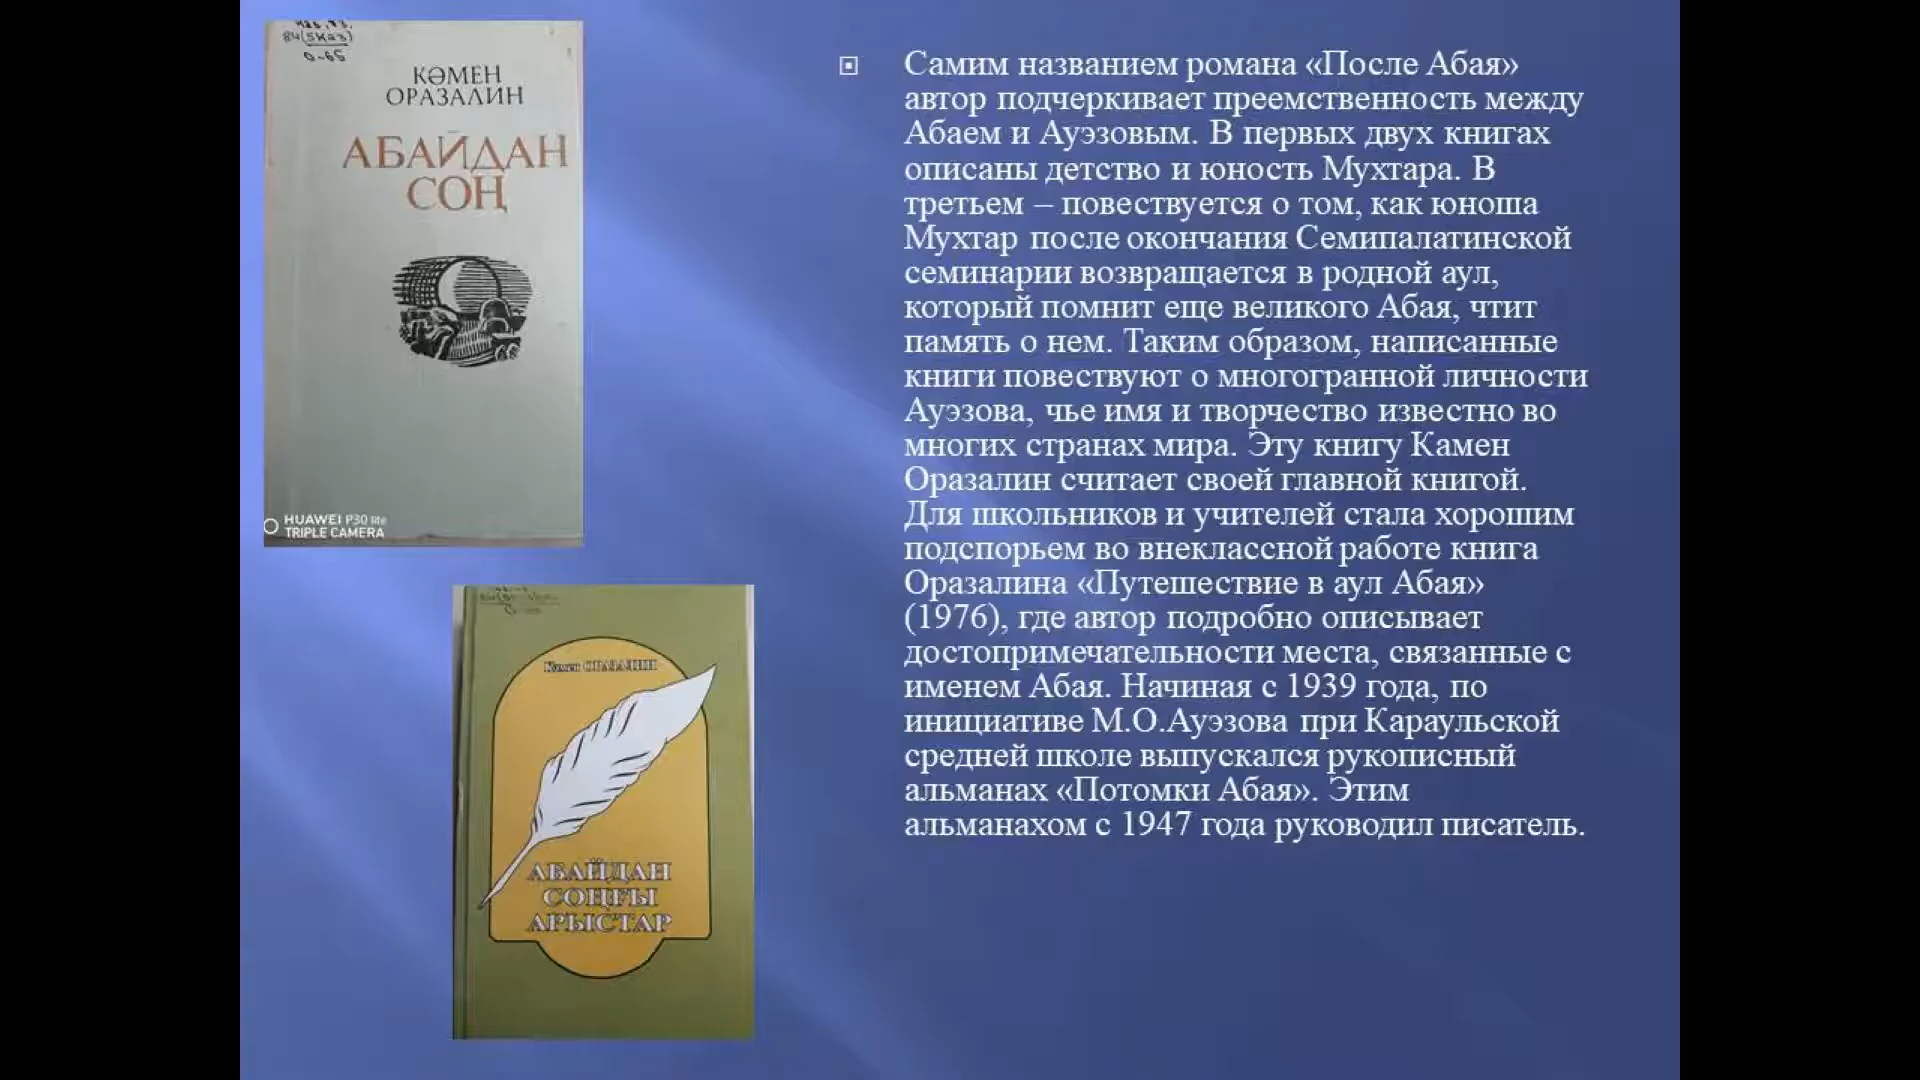 84(5каз)
О-65
КӨМЕН
ОРАЗАЛИН
АБАЙДАН
СОҢ
HUAWEI P30 lite
TRIPLE CAMERA
Көмен ОРАЗАЛИН
АБАЙДАН
СОҢҒЫ
АРЫСТАР
Самим названием романа «После Абая»
автор подчеркивает преемственность между
Абаем и Ауэзовым. В первых двух книгах
описаны детство и юность Мухтара. В
третьем – повествуется о том, как юноша
Мухтар после окончания Семипалатинской
семинарии возвращается в родной аул,
который помнит еще великого Абая, чтит
память о нем. Таким образом, написанные
книги повествуют о многогранной личности
Ауэзова, чье имя и творчество известно во
многих странах мира. Эту книгу Камен
Оразалин считает своей главной книгой.
Для школьников и учителей стала хорошим
подспорьем во внеклассной работе книга
Оразалина «Путешествие в аул Абая»
(1976), где автор подробно описывает
достопримечательности места, связанные с
именем Абая. Начиная с 1939 года, по
инициативе М.О.Ауэзова при Караульской
средней школе выпускался рукописный
альманах «Потомки Абая». Этим
альманахом с 1947 года руководил писатель.